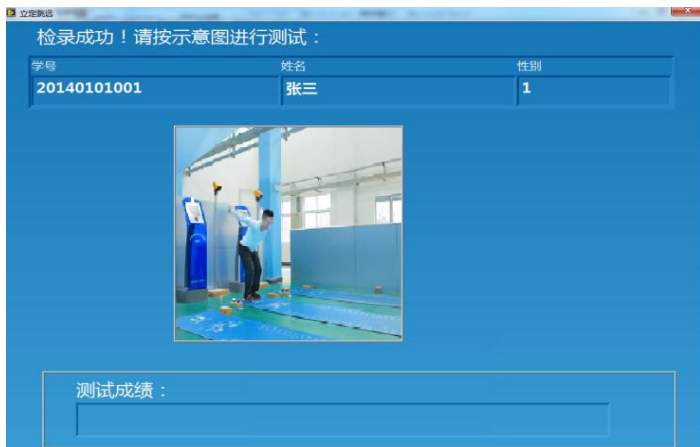 立定跳远
检录成功！请按示意图进行测试：
学号 姓名 性别
20140101001 张三 1
测试成绩：